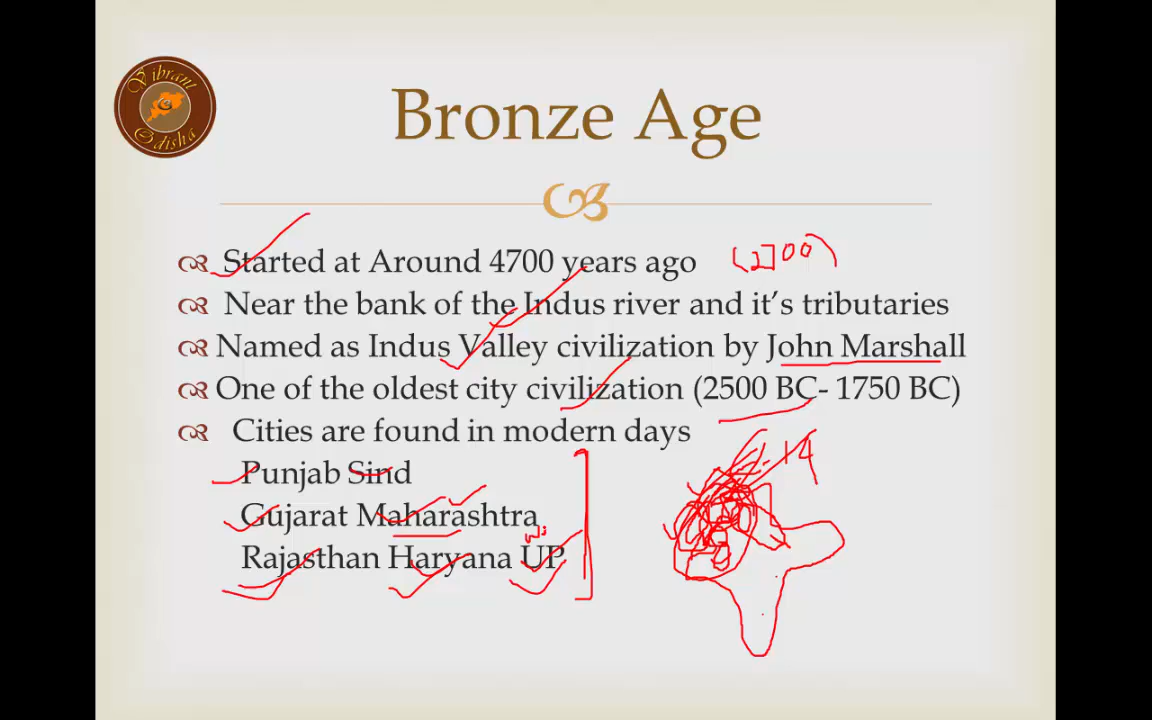 Vibrant
Odisha
Bronze Age
Started at Around 4700 years ago (2700)
Near the bank of the Indus river and it's tributaries
Named as Indus Valley civilization by John Marshall
One of the oldest city civilization (2500 BC- 1750 BC)
Cities are found in modern days
Punjab Sind
Gujarat Maharashtra
Rajasthan Haryana UP